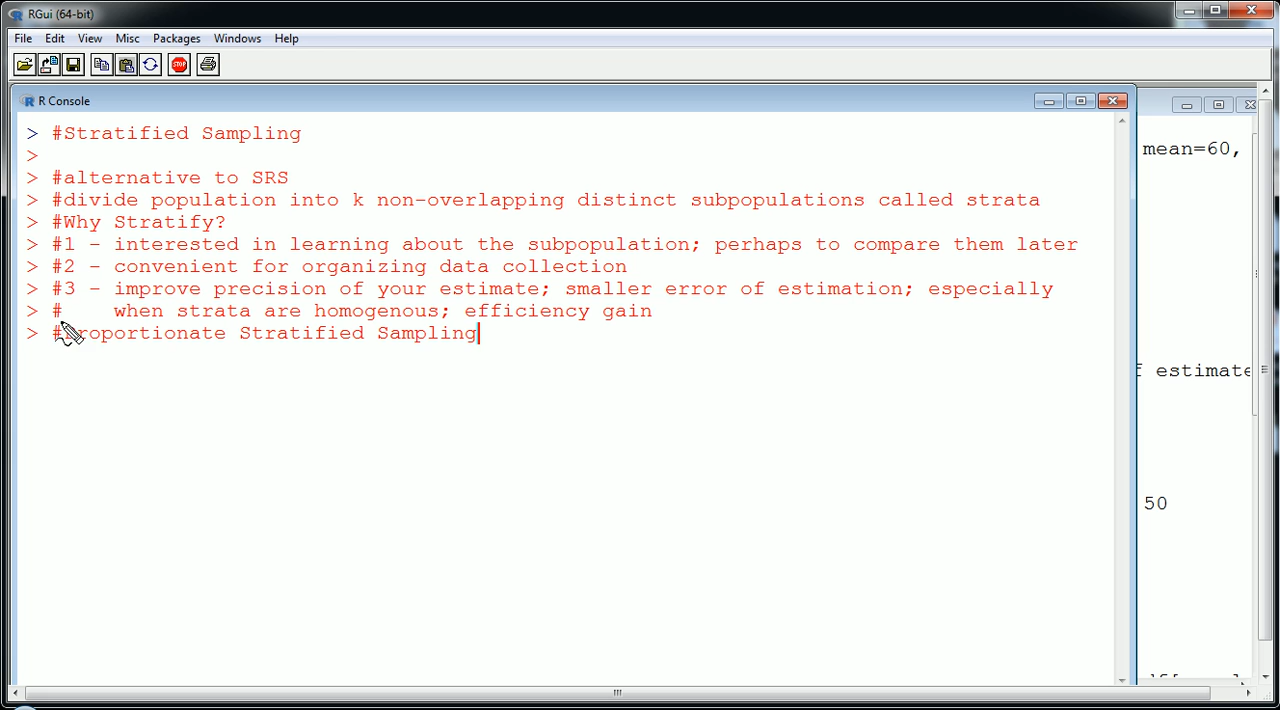 RGui (64-bit)
File Edit View Misc Packages Windows Help
STOP
R Console
> #Stratified Sampling
>
> #alternative to SRS
> #divide population into k non-overlapping distinct subpopulations called strata
> #Why Stratify?
> #1 - interested in learning about the subpopulation; perhaps to compare them later
> #2 - convenient for organizing data collection
> #3 - improve precision of your estimate; smaller error of estimation; especially
> #    when strata are homogenous; efficiency gain
> #Proportionate Stratified Sampling
mean=60,
f estimate
50